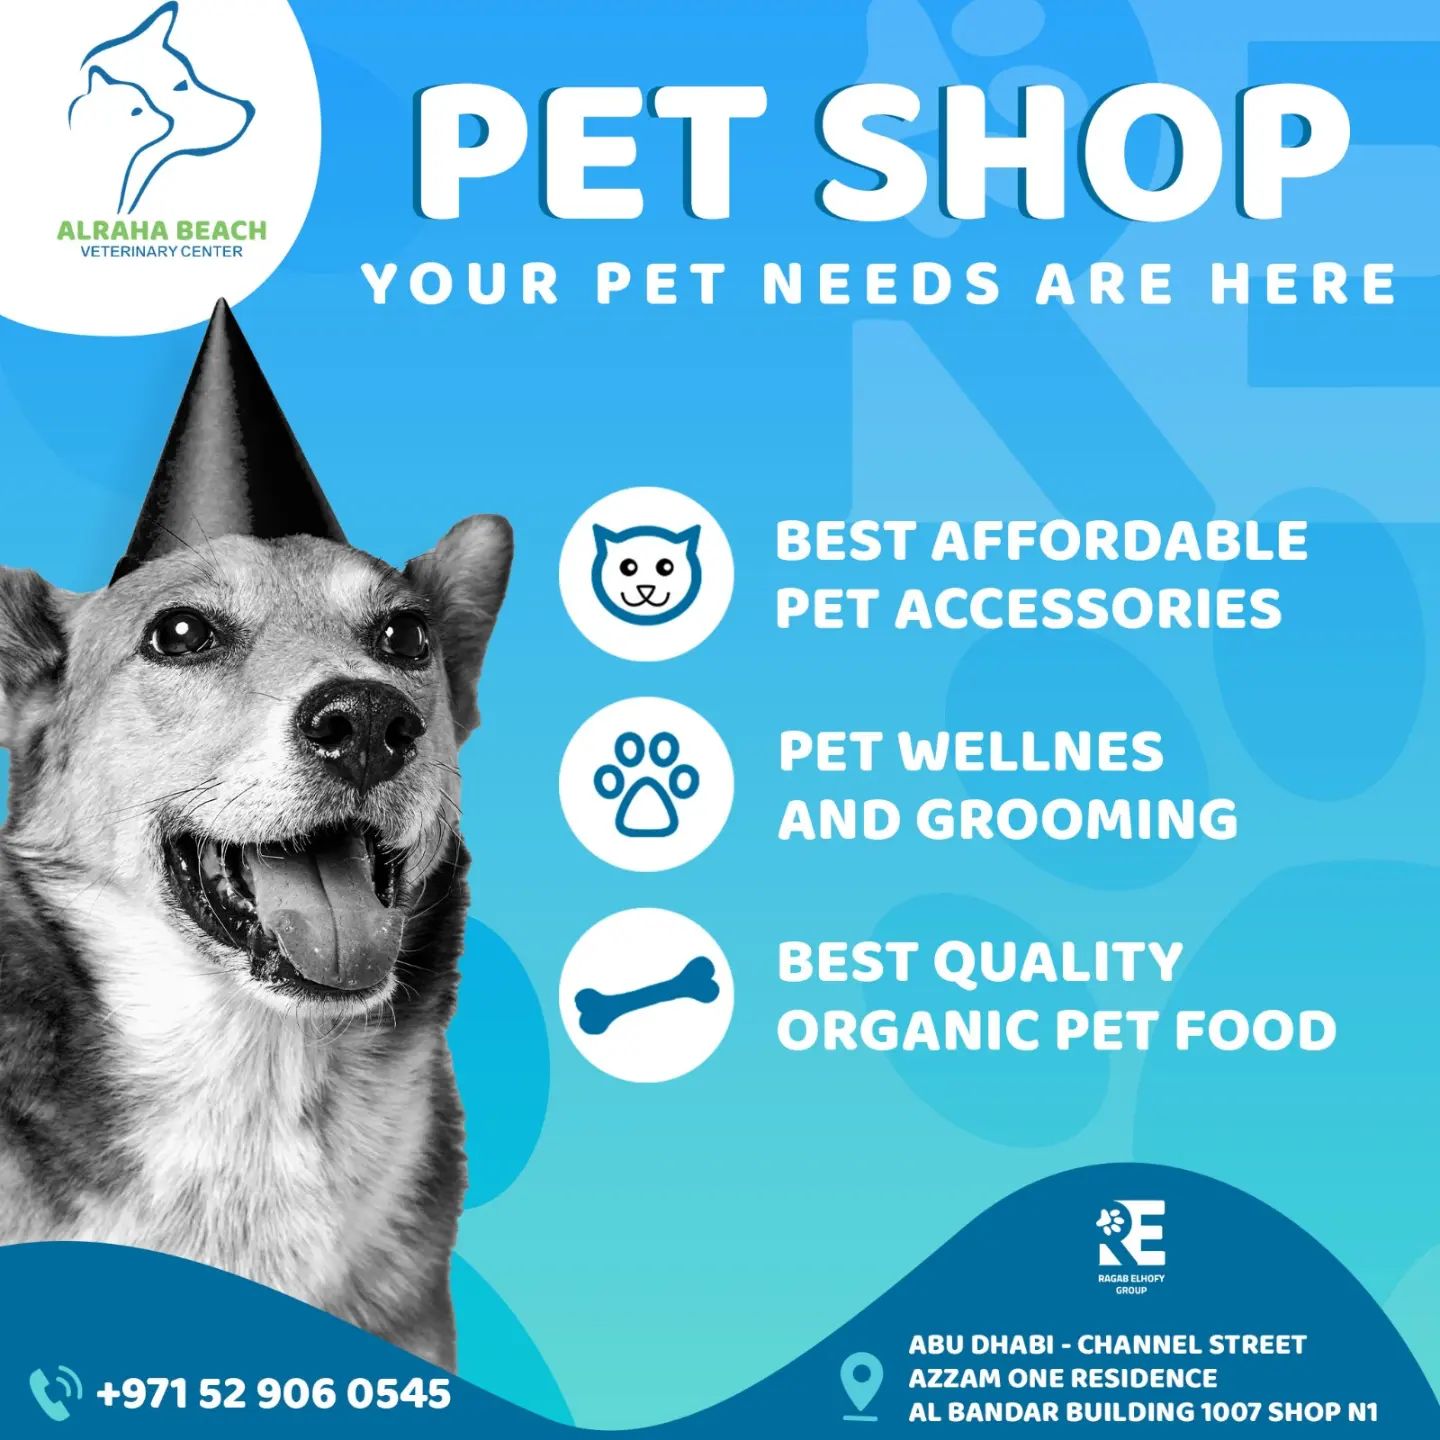 ALRAHA BEACH
VETERINARY CENTER
PET SHOP
YOUR PET NEEDS ARE HERE
BEST AFFORDABLE
PET ACCESSORIES
PET WELLNES
AND GROOMING
BEST QUALITY
ORGANIC PET FOOD
RE
RAGAB ELHOFY
GROUP
+971 52 906 0545
ABU DHABI - CHANNEL STREET
AZZAM ONE RESIDENCE
AL BANDAR BUILDING 1007 SHOP N1